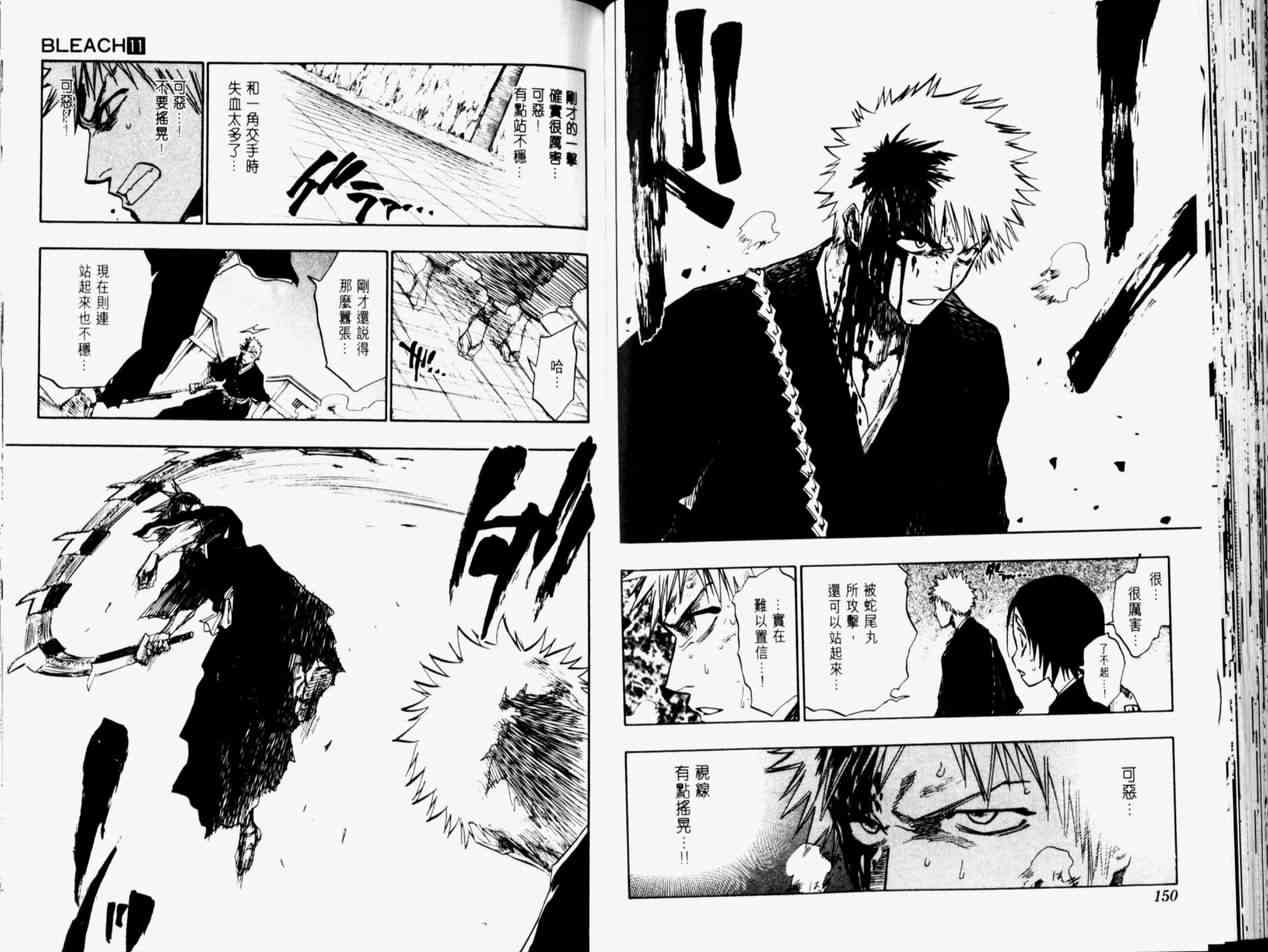 很…
很厲害…
了不起…！
被蛇尾丸
所攻擊，
還可以站起來…
…實在
難以置信…！
可惡…
視線
有點搖晃…!!
150
BLEACH11
剛才的一擊
確實很厲害…
可惡！
有點站不穩…
グラ…
和一角交手時
失血太多了…
可惡…！
不要搖晃！
可惡…！
哈…
剛才還說得
那麼囂張…
現在則連
站起來也不穩…